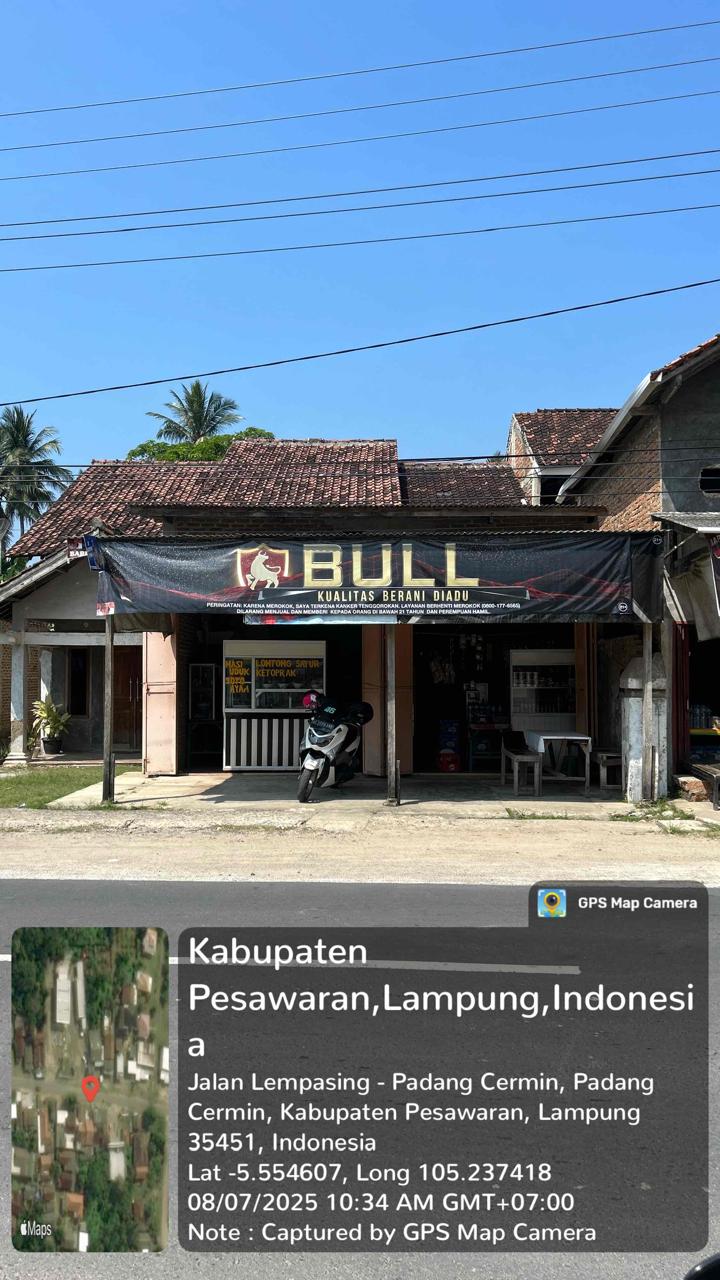 BULL
KUALITAS BERANI DIADU
PERINGATAN: KARENA MEROKOK, SAYA TERKENA KANKER TENGGOROKAN. LAYANAN BERHENTI MEROKOK (0800-177-6565)
DILARANG MENJUAL DAN MEMBERI KEPADA ORANG DI BAWAH 21 TAHUN DAN PEREMPUAN HAMIL.
NASI
UDUK
AYAM
LONTONG SAYUR
KETOPRAK
GPS Map Camera
Kabupaten
Pesawaran,Lampung,Indonesi
a
Jalan Lempasing - Padang Cermin, Padang
Cermin, Kabupaten Pesawaran, Lampung
35451, Indonesia
Lat -5.554607, Long 105.237418
08/07/2025 10:34 AM GMT+07:00
Note : Captured by GPS Map Camera
Maps